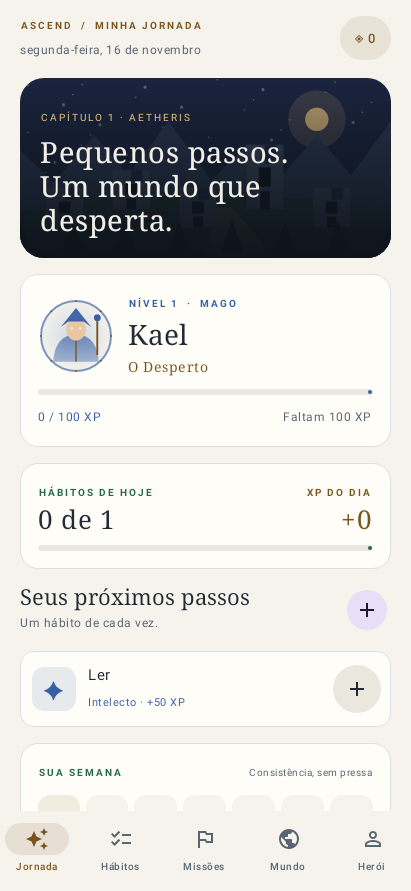 ASCEND / MINHA JORNADA
segunda-feira, 16 de novembro
0
CAPÍTULO 1 · AETHERIS
Pequenos passos.
Um mundo que
desperta.
NÍVEL 1 · MAGO
Kael
O Desperto
0 / 100 XP
Faltam 100 XP
HÁBITOS DE HOJE
XP DO DIA
0 de 1
+0
Seus próximos passos
Um hábito de cada vez.
Ler
Intelecto · +50 XP
SUA SEMANA
Consistência, sem pressa
Jornada
Hábitos
Missões
Mundo
Herói